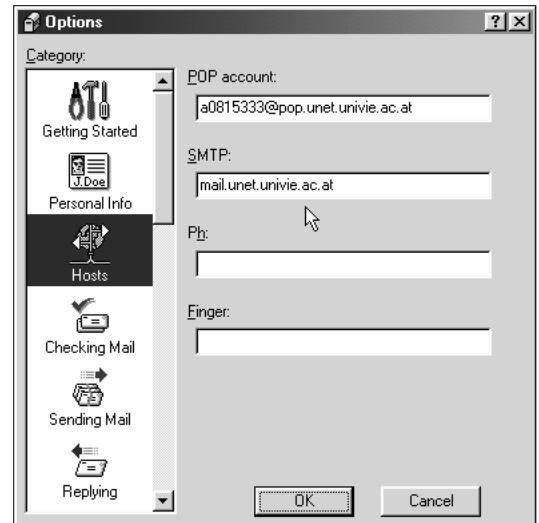 Options
Category:
Getting Started
J.Doe
Personal Info
Hosts
Checking Mail
Sending Mail
Replying
POP account:
a0815333@pop.unet.univie.ac.at
SMTP:
mail.unet.univie.ac.at
Ph:
Finger:
OK
Cancel